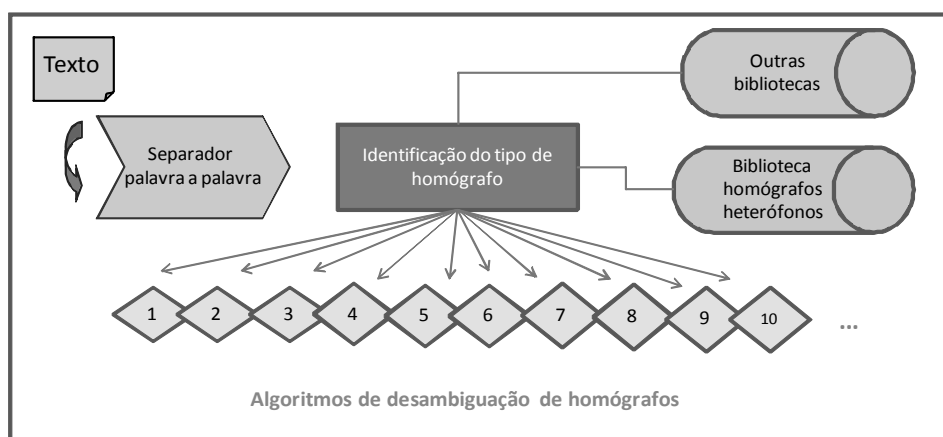 Texto
Outras
bibliotecas
Separador
palavra a palavra
Identificação do tipo de
homógrafo
Biblioteca
homógrafos
heterófonos
1 2 3 4 5 6 7 8 9 10 ...
Algoritmos de desambiguação de homógrafos